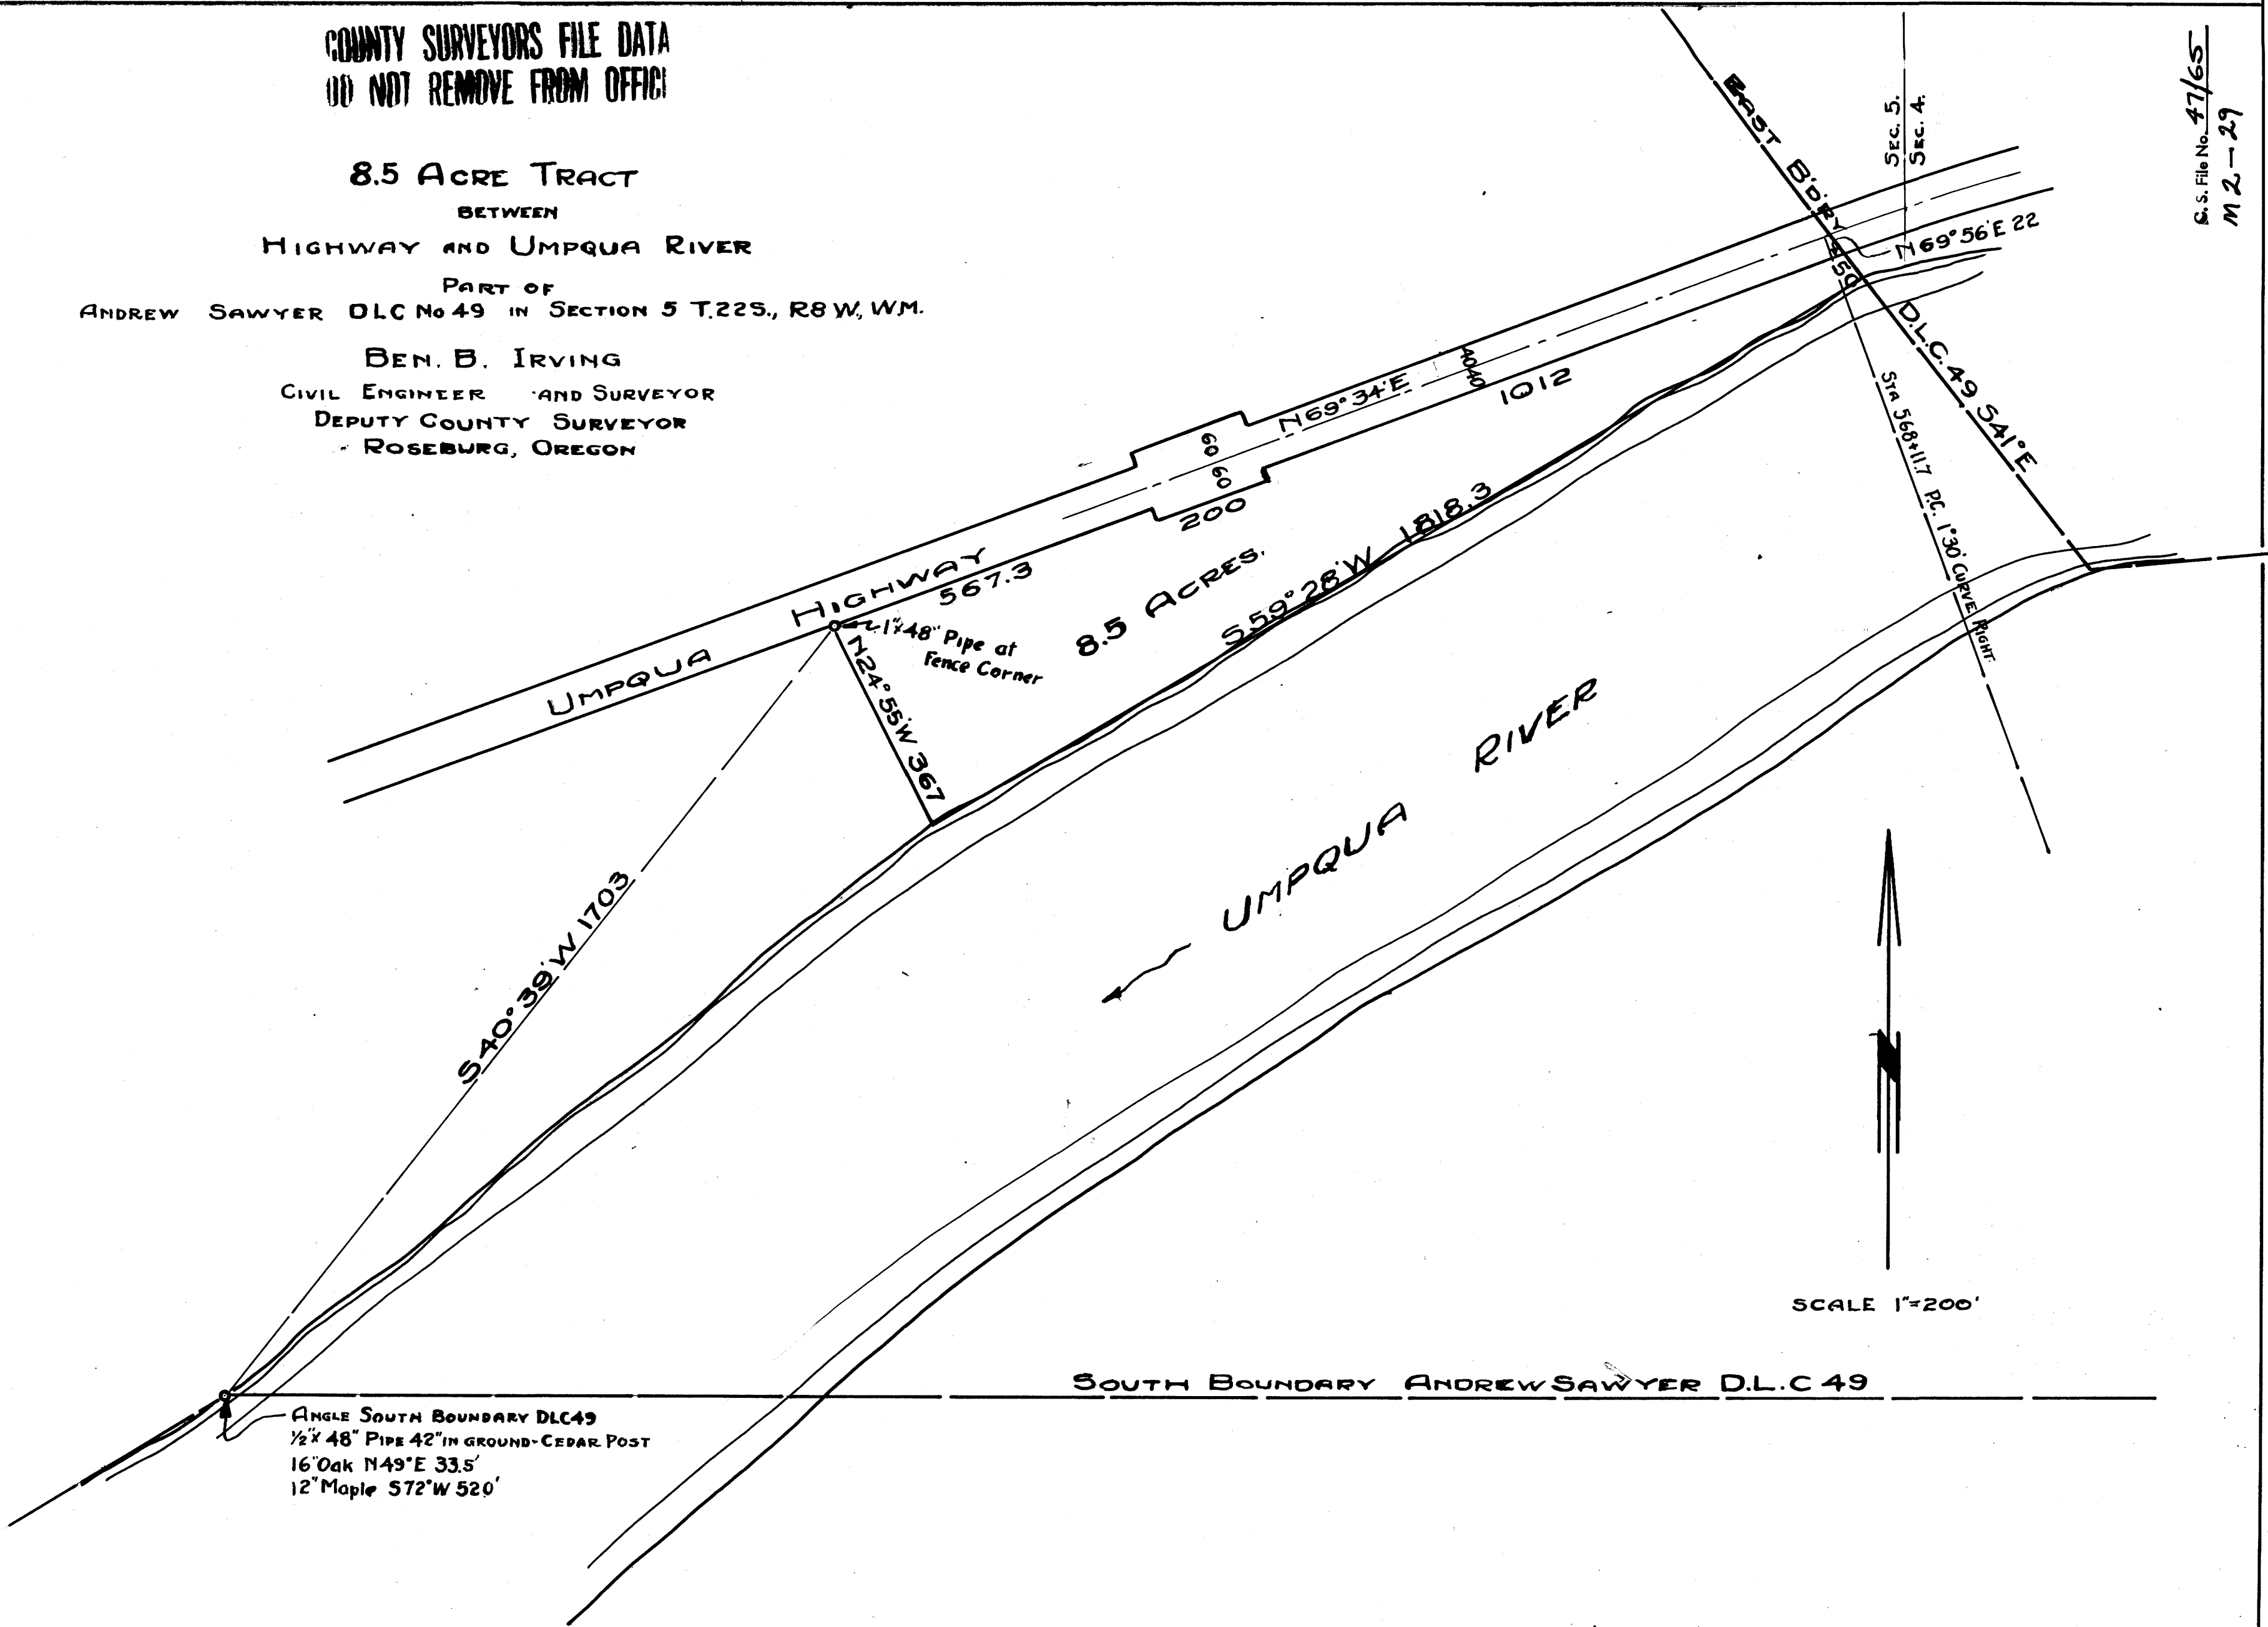 COUNTY SURVEYORS FILE DATA
DO NOT REMOVE FROM OFFICE
8.5 ACRE TRACT
BETWEEN
HIGHWAY AND UMPQUA RIVER
PART OF
ANDREW SAWYER DLC No 49 IN SECTION 5 T.22S., R8W., W.M.
BEN. B. IRVING
CIVIL ENGINEER AND SURVEYOR
DEPUTY COUNTY SURVEYOR
ROSEBURG, OREGON
C.S. File No. 47/65
M2-29
EAST B'D'RY
D.L.C. 49 S41°E
SEC. 5.
SEC. 4.
N69°56'E 22
50
STA 568+11.7 P.C. 1°30' CURVE RIGHT
N69°34'E
4040
1012
60 60
200
UMPQUA HIGHWAY
567.3
1"x48" Pipe at
Fence Corner
8.5 ACRES.
S59°28'W 1818.3
N24°55'W 367
UMPQUA RIVER
S40°39'W 1703
SCALE 1"=200'
SOUTH BOUNDARY ANDREW SAWYER D.L.C 49
ANGLE SOUTH BOUNDARY DLC49
1/2"x 48" PIPE 42" IN GROUND-CEDAR POST
16"Oak N49°E 33.5'
12"Maple S72°W 52.0'